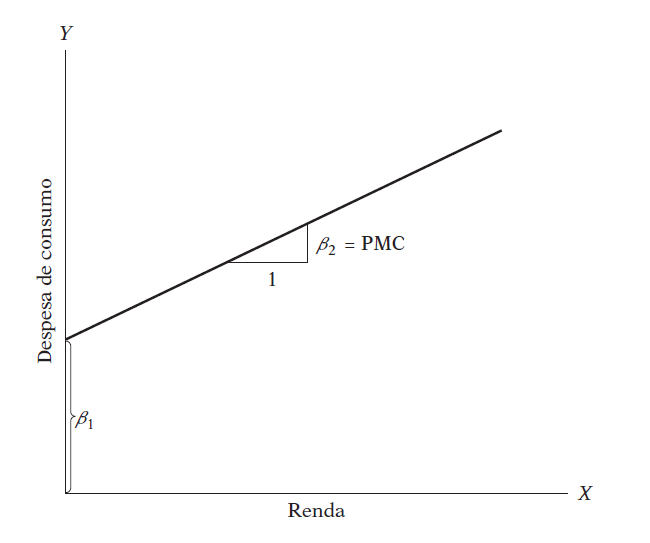 Y
Despesa de consumo
β2 = PMC
1
β1
X
Renda